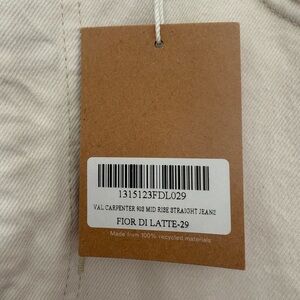 1315123FDL029
VAL CARPENTER 90S MID RISE STRAIGHT JEANS
FIOR DI LATTE-29
Made from 100% recycled materials